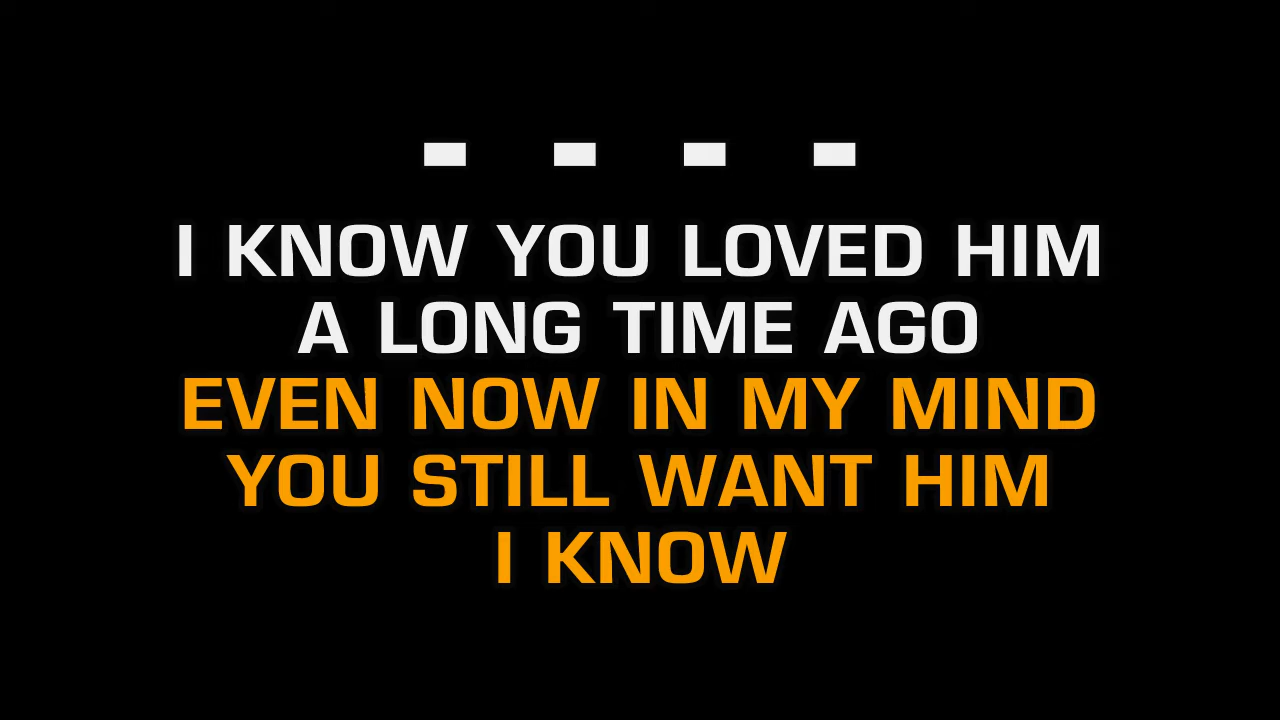 - - - -
I KNOW YOU LOVED HIM
A LONG TIME AGO
EVEN NOW IN MY MIND
YOU STILL WANT HIM
I KNOW